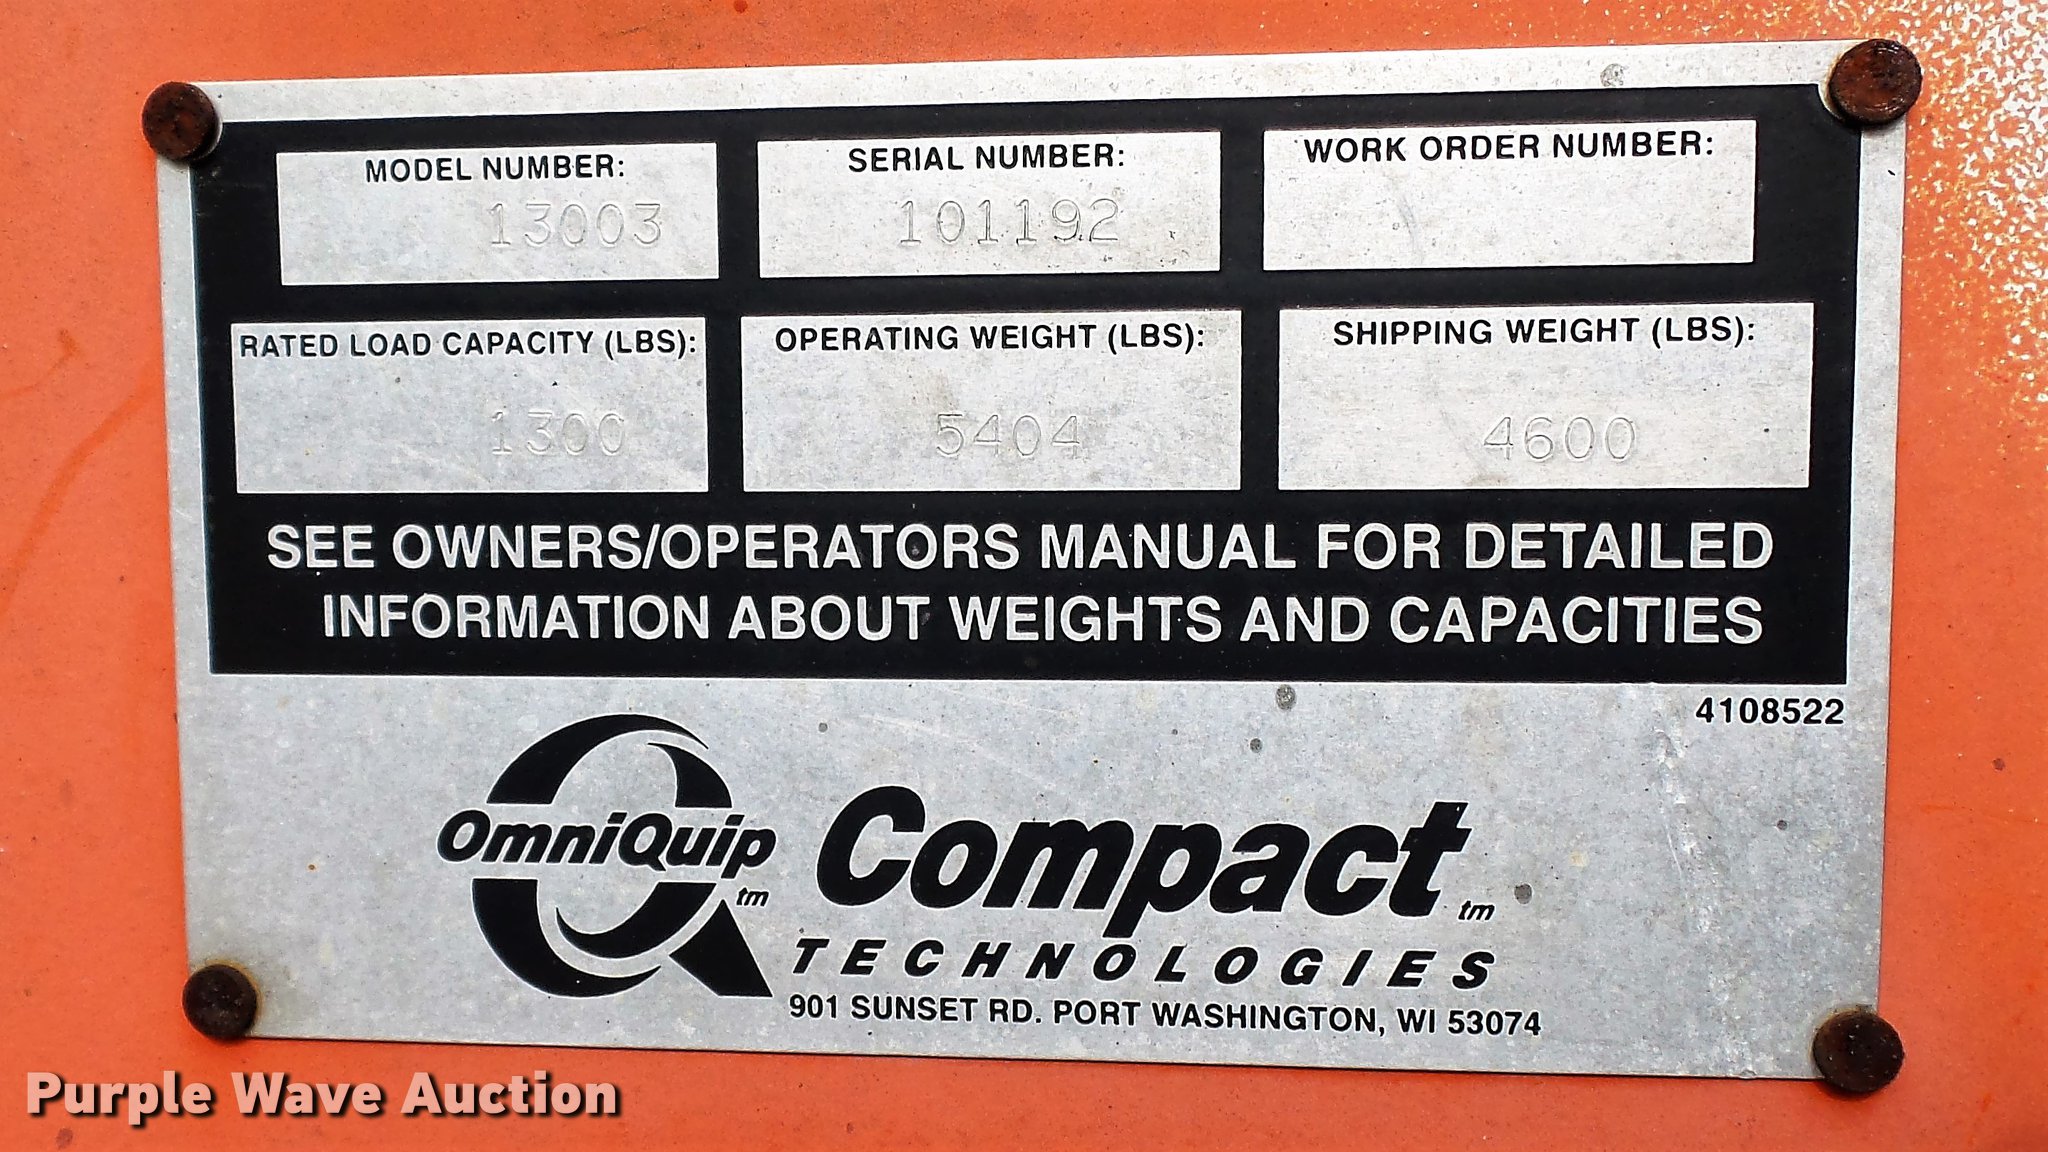 MODEL NUMBER:
13003
SERIAL NUMBER:
101192
WORK ORDER NUMBER:
RATED LOAD CAPACITY (LBS):
1300
OPERATING WEIGHT (LBS):
5404
SHIPPING WEIGHT (LBS):
4600
SEE OWNERS/OPERATORS MANUAL FOR DETAILED
INFORMATION ABOUT WEIGHTS AND CAPACITIES
4108522
OmniQuip tm
Compact tm
TECHNOLOGIES
901 SUNSET RD. PORT WASHINGTON, WI 53074
Purple Wave Auction